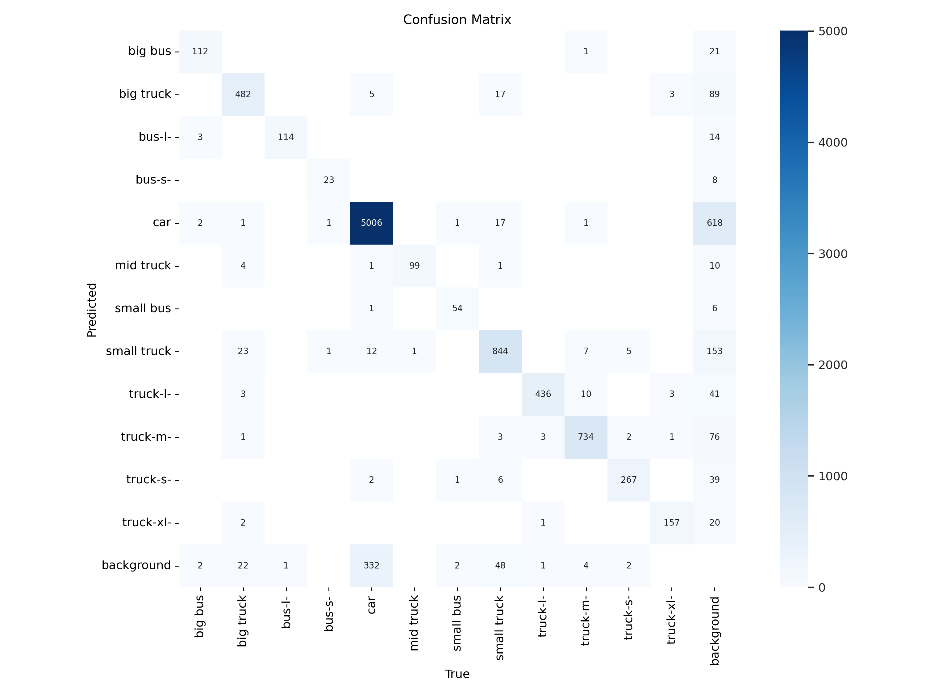 Confusion Matrix
big bus 112 1 21
big truck 482 5 17 3 89
bus-l- 3 114 14
bus-s- 23 8
car 2 1 1 5006 1 17 1 618
mid truck 4 1 99 1 10
small bus 1 54 6
small truck 23 1 12 1 844 7 5 153
truck-l- 3 436 10 3 41
truck-m- 1 3 3 734 2 1 76
truck-s- 2 1 6 267 39
truck-xl- 2 1 157 20
background 2 22 1 332 2 48 1 4 2
Predicted
big bus
big truck
bus-l-
bus-s-
car
mid truck
small bus
small truck
truck-l-
truck-m-
truck-s-
truck-xl-
background
True
5000
4000
3000
2000
1000
0